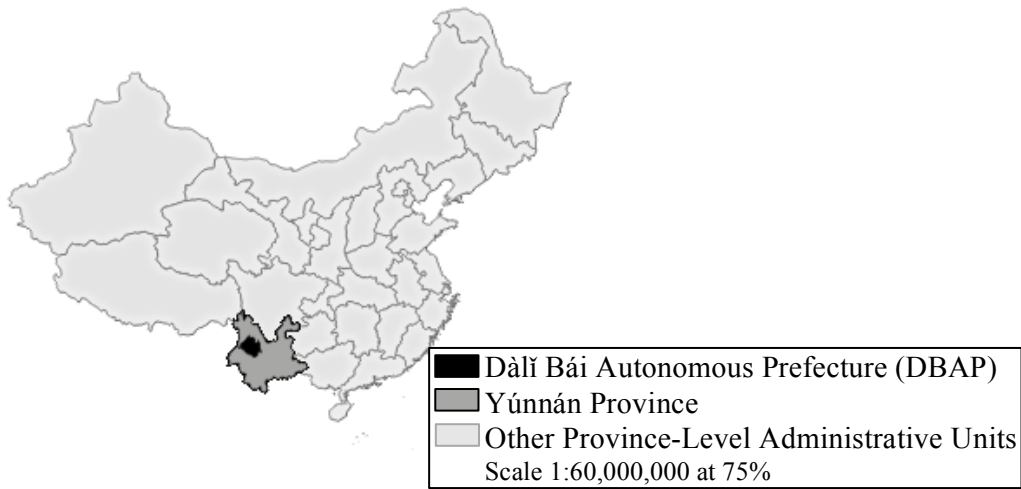 Dàlǐ Bái Autonomous Prefecture (DBAP)
Yúnnán Province
Other Province-Level Administrative Units
Scale 1:60,000,000 at 75%